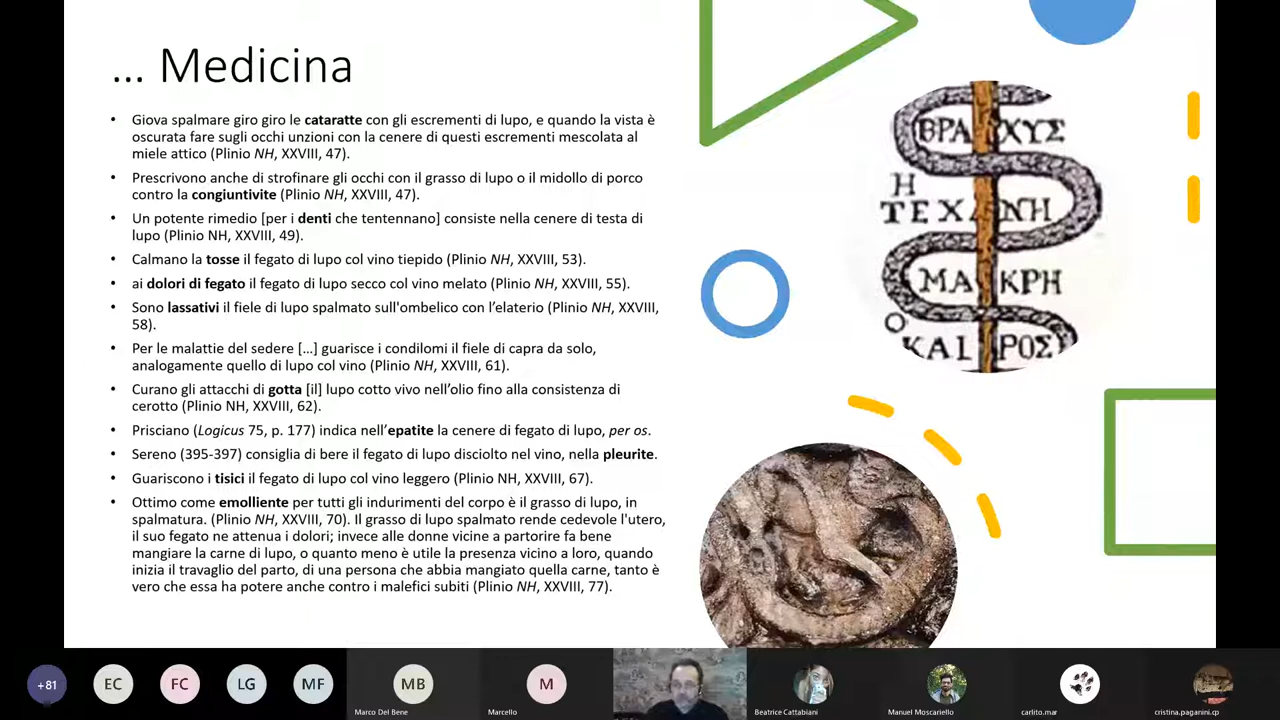 ... Medicina
Giova spalmare giro giro le cataratte con gli escrementi di lupo, e quando la vista è
oscurata fare sugli occhi unzioni con la cenere di questi escrementi mescolata al
miele attico (Plinio NH, XXVIII, 47).
Prescrivono anche di strofinare gli occhi con il grasso di lupo o il midollo di porco
contro la congiuntivite (Plinio NH, XXVIII, 47).
Un potente rimedio [per i denti che tentennano] consiste nella cenere di testa di
lupo (Plinio NH, XXVIII, 49).
Calmano la tosse il fegato di lupo col vino tiepido (Plinio NH, XXVIII, 53).
ai dolori di fegato il fegato di lupo secco col vino melato (Plinio NH, XXVIII, 55).
Sono lassativi il fiele di lupo spalmato sull'ombelico con l’elaterio (Plinio NH, XXVIII,
58).
Per le malattie del sedere [...] guarisce i condilomi il fiele di capra da solo,
analogamente quello di lupo col vino (Plinio NH, XXVIII, 61).
Curano gli attacchi di gotta [il] lupo cotto vivo nell’olio fino alla consistenza di
cerotto (Plinio NH, XXVIII, 62).
Prisciano (Logicus 75, p. 177) indica nell’epatite la cenere di fegato di lupo, per os.
Sereno (395-397) consiglia di bere il fegato di lupo disciolto nel vino, nella pleurite.
Guariscono i tisici il fegato di lupo col vino leggero (Plinio NH, XXVIII, 67).
Ottimo come emolliente per tutti gli indurimenti del corpo è il grasso di lupo, in
spalmatura. (Plinio NH, XXVIII, 70). Il grasso di lupo spalmato rende cedevole l'utero,
il suo fegato ne attenua i dolori; invece alle donne vicine a partorire fa bene
mangiare la carne di lupo, o quanto meno è utile la presenza vicino a loro, quando
inizia il travaglio del parto, di una persona che abbia mangiato quella carne, tanto è
vero che essa ha potere anche contro i malefici subiti (Plinio NH, XXVIII, 77).
ΒΡΑΧΥΣ
Η
ΤΕΧΝΗ
ΜΑΚΡΗ
Ο
ΚΑΙΡΟΣ
+81
EC
FC
LG
MF
MB
M
Marco Del Bene
Marcello
Beatrice Cattabiani
Manuel Moscariello
carlito.mar
cristina.paganini.cp